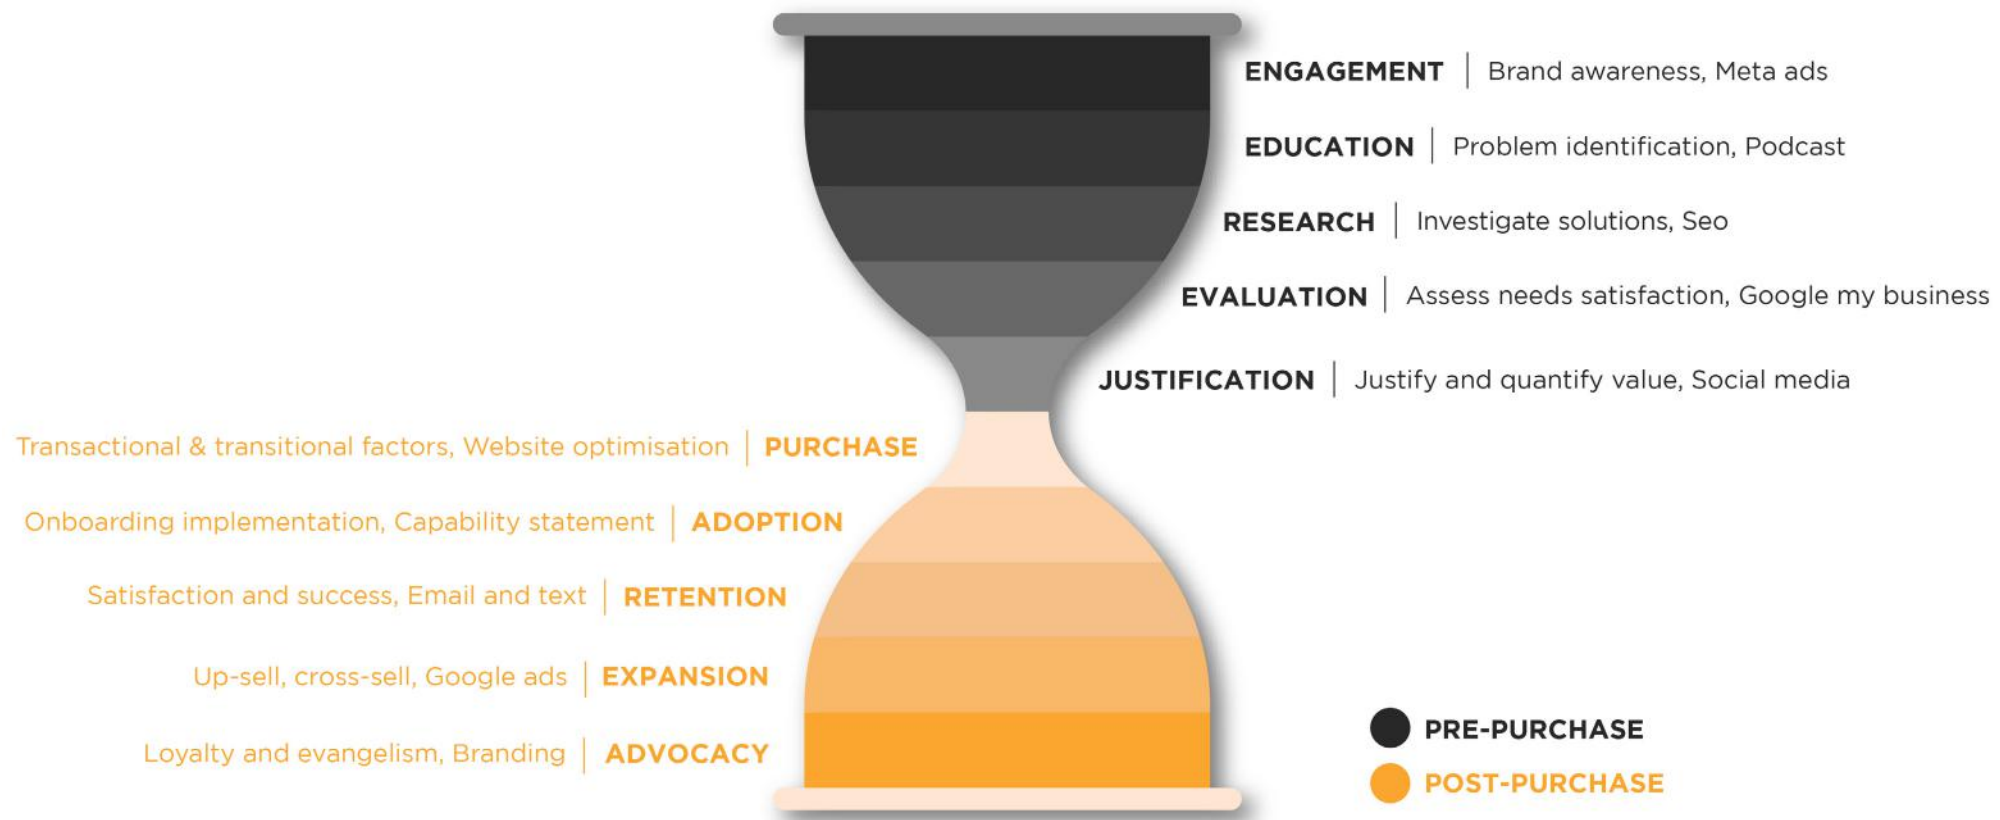 ENGAGEMENT | Brand awareness, Meta ads
EDUCATION | Problem identification, Podcast
RESEARCH | Investigate solutions, Seo
EVALUATION | Assess needs satisfaction, Google my business
JUSTIFICATION | Justify and quantify value, Social media
Transactional & transitional factors, Website optimisation | PURCHASE
Onboarding implementation, Capability statement | ADOPTION
Satisfaction and success, Email and text | RETENTION
Up-sell, cross-sell, Google ads | EXPANSION
Loyalty and evangelism, Branding | ADVOCACY
PRE-PURCHASE
POST-PURCHASE